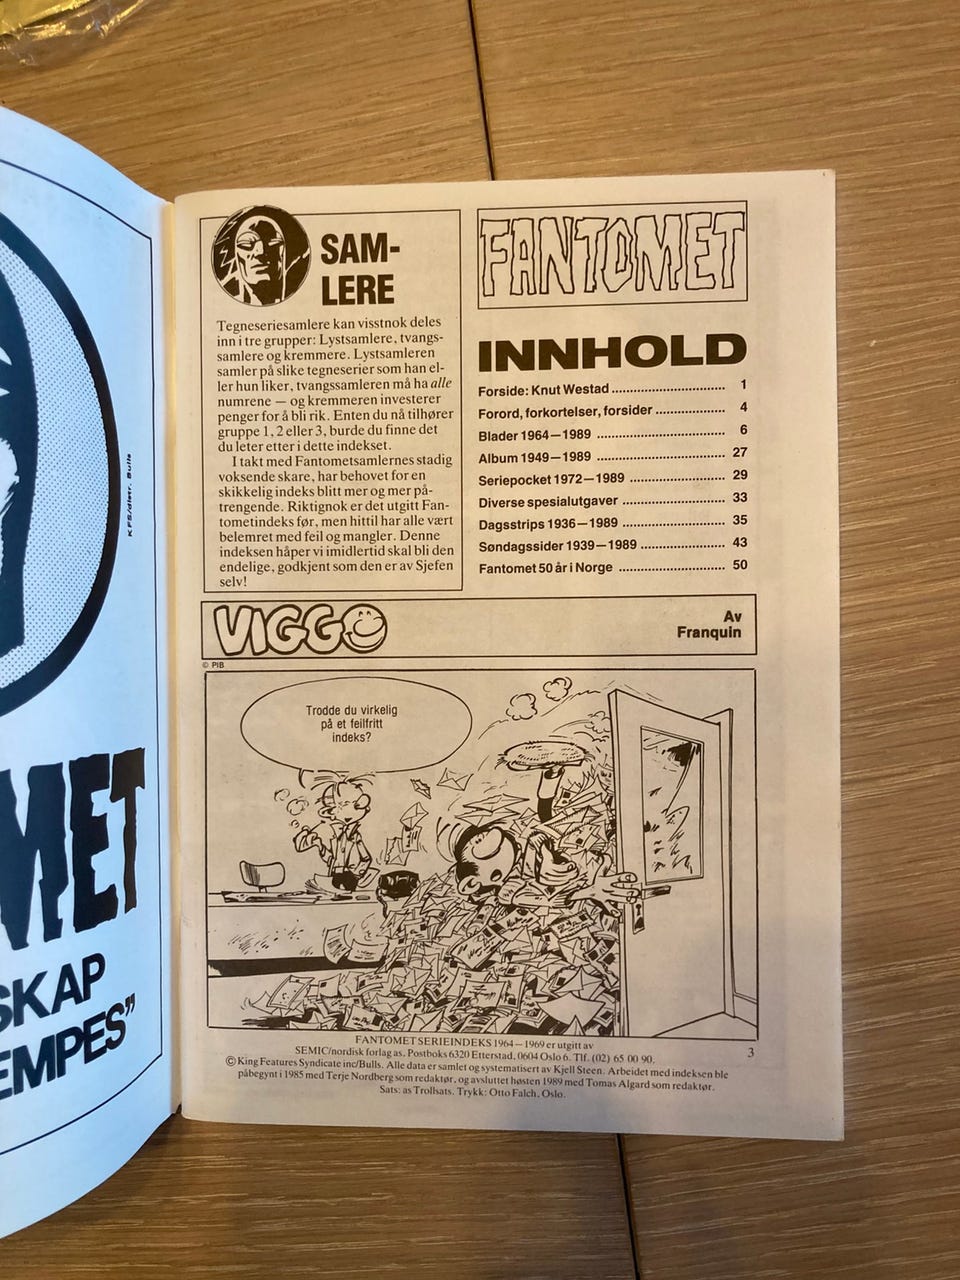 KFS/distr. Bulls
MET
SKAP
EMPES”
SAM-
LERE
Tegneseriesamlere kan visstnok deles
inn i tre grupper: Lystsamlere, tvangs-
samlere og kremmere. Lystsamleren
samler på slike tegneserier som han el-
ler hun liker, tvangssamleren må ha alle
numrene — og kremmeren investerer
penger for å bli rik. Enten du nå tilhører
gruppe 1, 2 eller 3, burde du finne det
du leter etter i dette indekset.
I takt med Fantometsamlernes stadig
voksende skare, har behovet for en
skikkelig indeks blitt mer og mer på-
trengende. Riktignok er det utgitt Fan-
tometindeks før, men hittil har alle vært
belemret med feil og mangler. Denne
indeksen håper vi imidlertid skal bli den
endelige, godkjent som den er av Sjefen
selv!
FANTOMET
INNHOLD
Forside: Knut Westad ............................ 1
Forord, forkortelser, forsider ................. 4
Blader 1964—1989 ............................... 6
Album 1949—1989 ............................... 27
Seriepocket 1972—1989 ....................... 29
Diverse spesialutgaver .......................... 33
Dagsstrips 1936—1989 ......................... 35
Søndagssider 1939—1989 ..................... 43
Fantomet 50 år i Norge .......................... 50
VIGGO
Av
Franquin
© PIB
Trodde du virkelig
på et feilfritt
indeks?
FANTOMET SERIEINDEKS 1964—1969 er utgitt av
SEMIC/nordisk forlag as. Postboks 6320 Etterstad, 0604 Oslo 6. Tlf. (02) 65 00 90.
©King Features Syndicate inc/Bulls. Alle data er samlet og systematisert av Kjell Steen. Arbeidet med indeksen ble
påbegynt i 1985 med Terje Nordberg som redaktør, og avsluttet høsten 1989 med Tomas Algard som redaktør.
Sats: as Trollsats. Trykk: Otto Falch, Oslo.
3